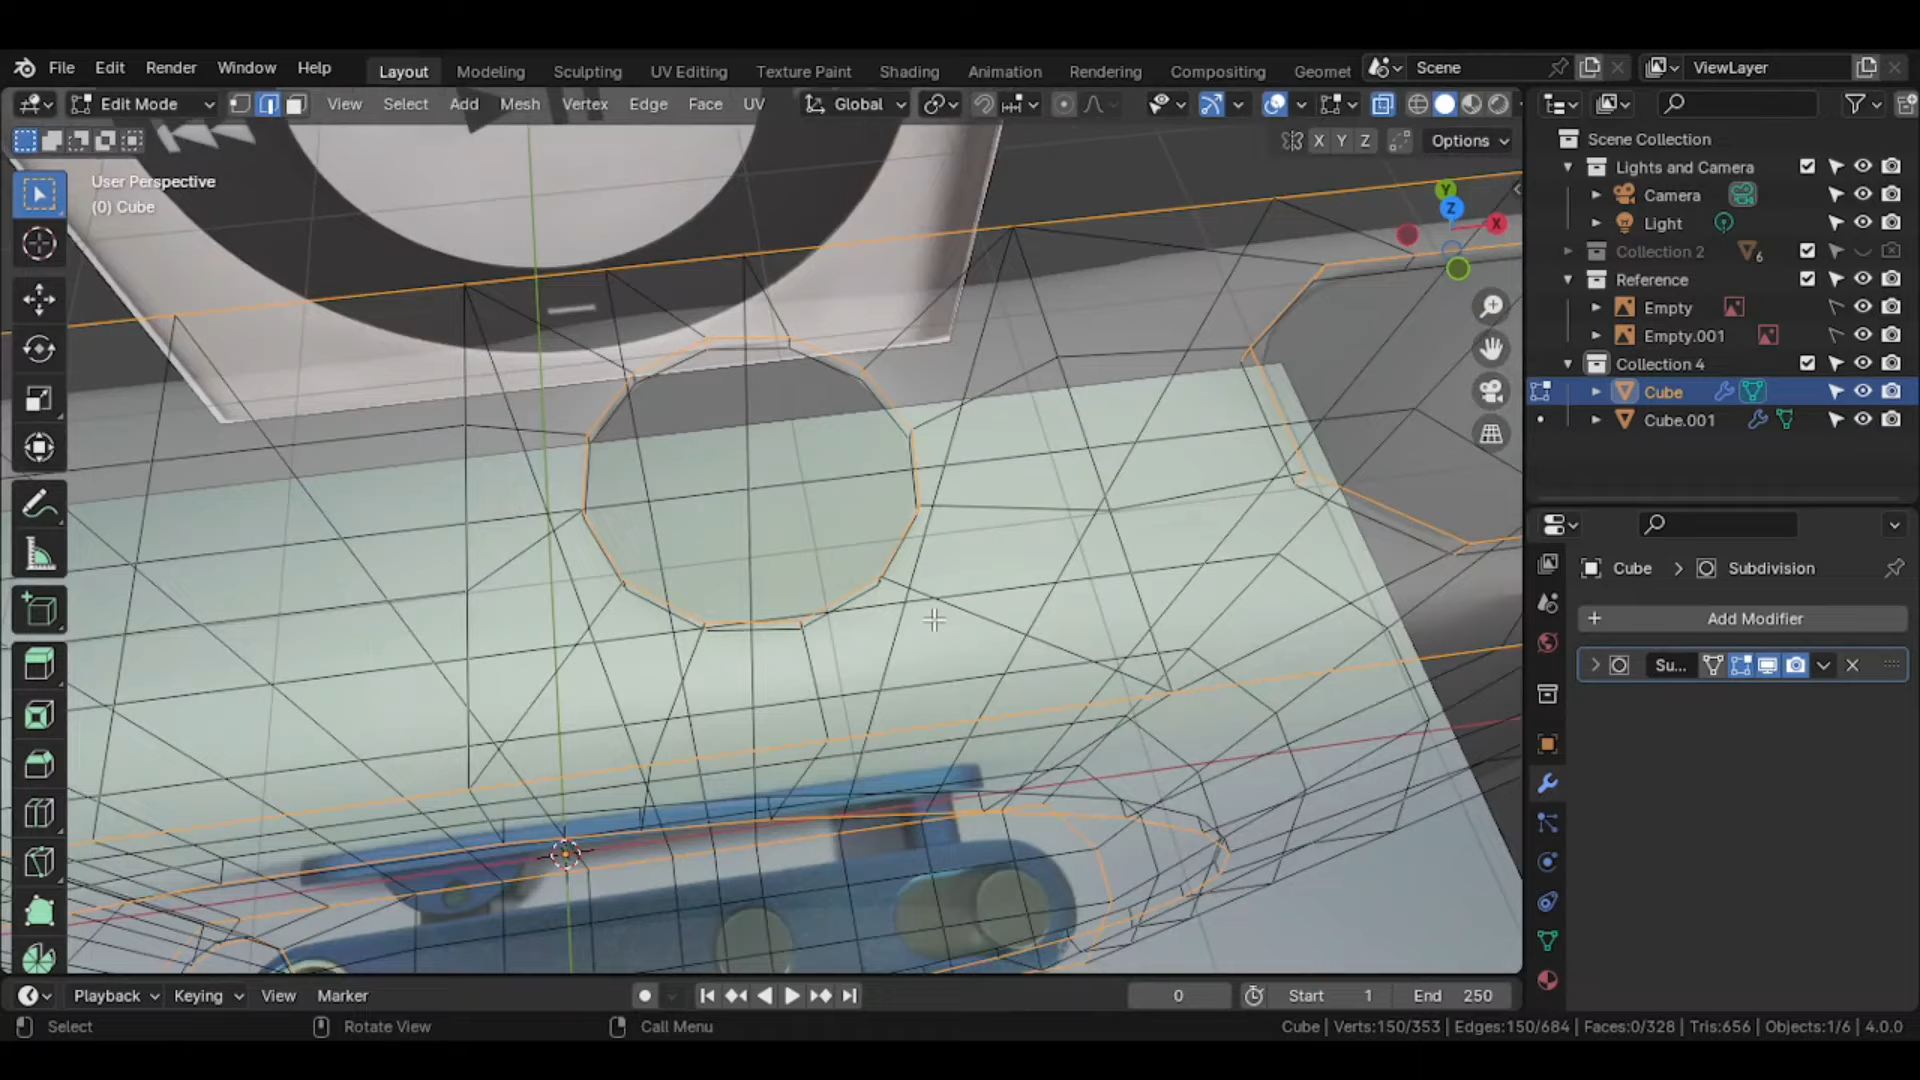 File Edit Render Window Help Layout Modeling Sculpting UV Editing Texture Paint Shading Animation Rendering Compositing Geomet Scene ViewLayer
Edit Mode View Select Add Mesh Vertex Edge Face UV Global
X Y Z Options
User Perspective
(0) Cube
Y
Z
X
Scene Collection
Lights and Camera
Camera
Light
Collection 2 6
Reference
Empty
Empty.001
Collection 4
Cube
Cube.001
Cube > Subdivision
+ Add Modifier
Su...
Playback Keying View Marker 0 Start 1 End 250
Select Rotate View Call Menu Cube | Verts:150/353 | Edges:150/684 | Faces:0/328 | Tris:656 | Objects:1/6 | 4.0.0